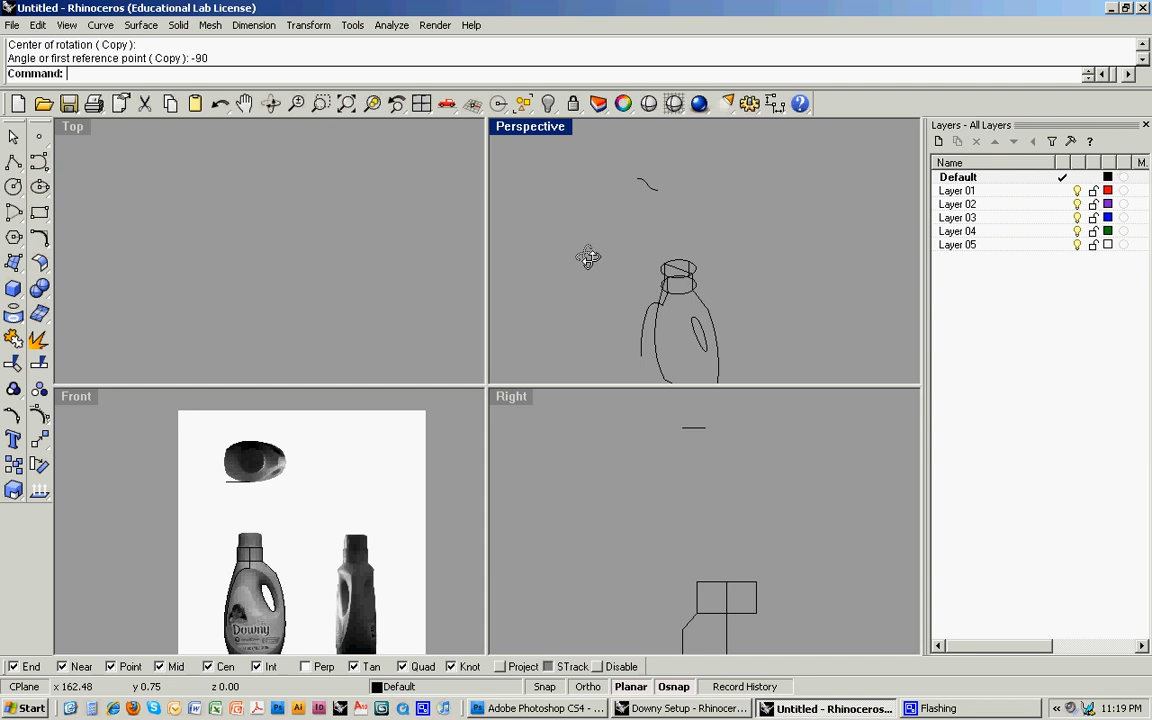 Untitled - Rhinoceros (Educational Lab License)
File Edit View Curve Surface Solid Mesh Dimension Transform Tools Analyze Render Help
Center of rotation ( Copy ):
Angle or first reference point ( Copy ): -90
Command:
Top
Perspective
Layers - All Layers
Name M.
Default
Layer 01
Layer 02
Layer 03
Layer 04
Layer 05
Front
Right
Downy
End Near Point Mid Cen Int Perp Tan Quad Knot Project STrack Disable
CPlane x 162.48 y 0.75 z 0.00 Default Snap Ortho Planar Osnap Record History
Start Adobe Photoshop CS4 - ... Downy Setup - Rhinocer... Untitled - Rhinoceros... Flashing 11:19 PM